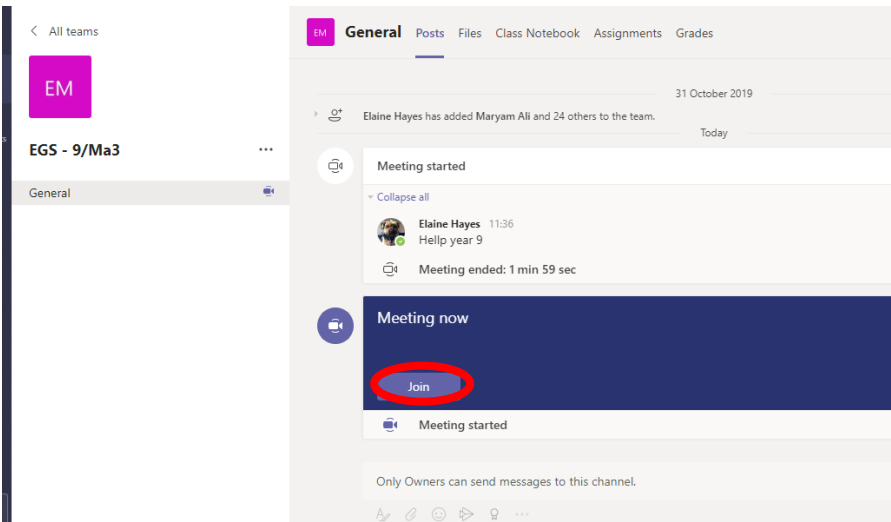 All teams
EM
EGS - 9/Ma3
General
EM General Posts Files Class Notebook Assignments Grades
31 October 2019
Elaine Hayes has added Maryam Ali and 24 others to the team.
Today
Meeting started
Collapse all
Elaine Hayes 11:36
Hellp year 9
Meeting ended: 1 min 59 sec
Meeting now
Join
Meeting started
Only Owners can send messages to this channel.